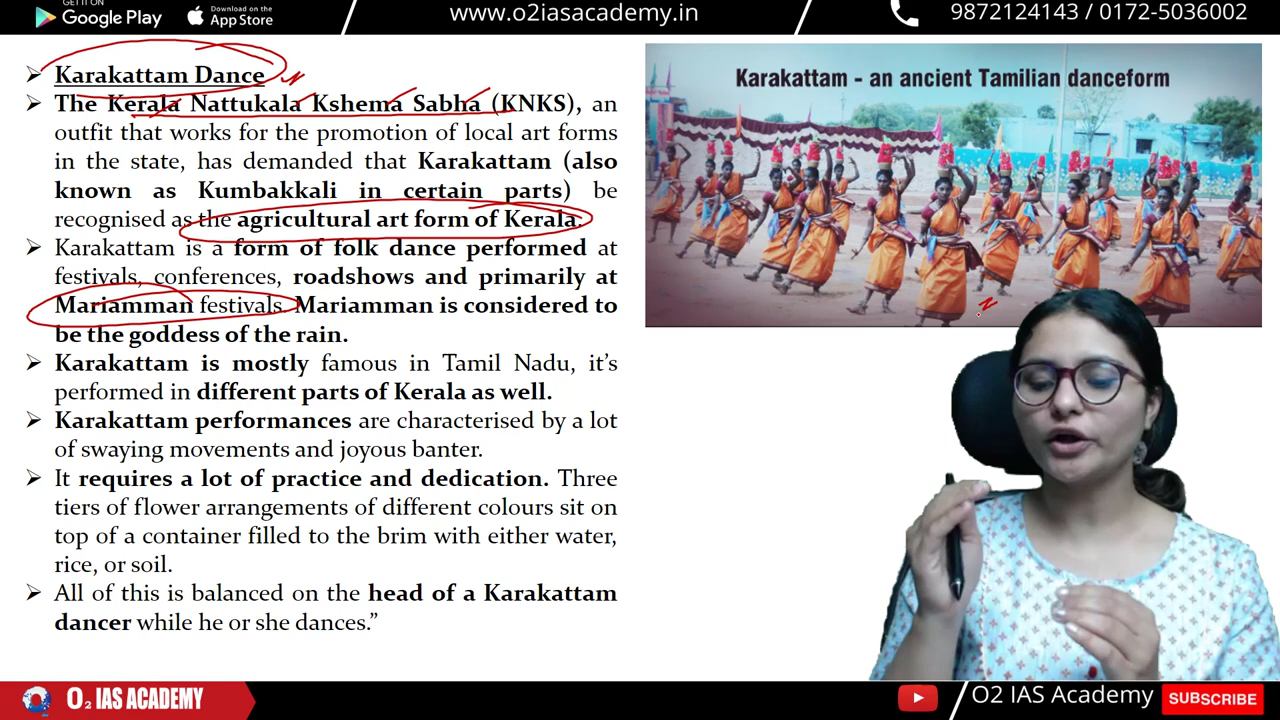 GET IT ON
Google Play
Download on the
App Store
www.o2iasacademy.in
9872124143 / 0172-5036002
➢ Karakattam Dance
➢ The Kerala Nattukala Kshema Sabha (KNKS), an
outfit that works for the promotion of local art forms
in the state, has demanded that Karakattam (also
known as Kumbakkali in certain parts) be
recognised as the agricultural art form of Kerala.
➢ Karakattam is a form of folk dance performed at
festivals, conferences, roadshows and primarily at
Mariamman festivals. Mariamman is considered to
be the goddess of the rain.
➢ Karakattam is mostly famous in Tamil Nadu, it’s
performed in different parts of Kerala as well.
➢ Karakattam performances are characterised by a lot
of swaying movements and joyous banter.
➢ It requires a lot of practice and dedication. Three
tiers of flower arrangements of different colours sit on
top of a container filled to the brim with either water,
rice, or soil.
➢ All of this is balanced on the head of a Karakattam
dancer while he or she dances.”
Karakattam - an ancient Tamilian danceform
O2 IAS ACADEMY
O2 IAS Academy
SUBSCRIBE